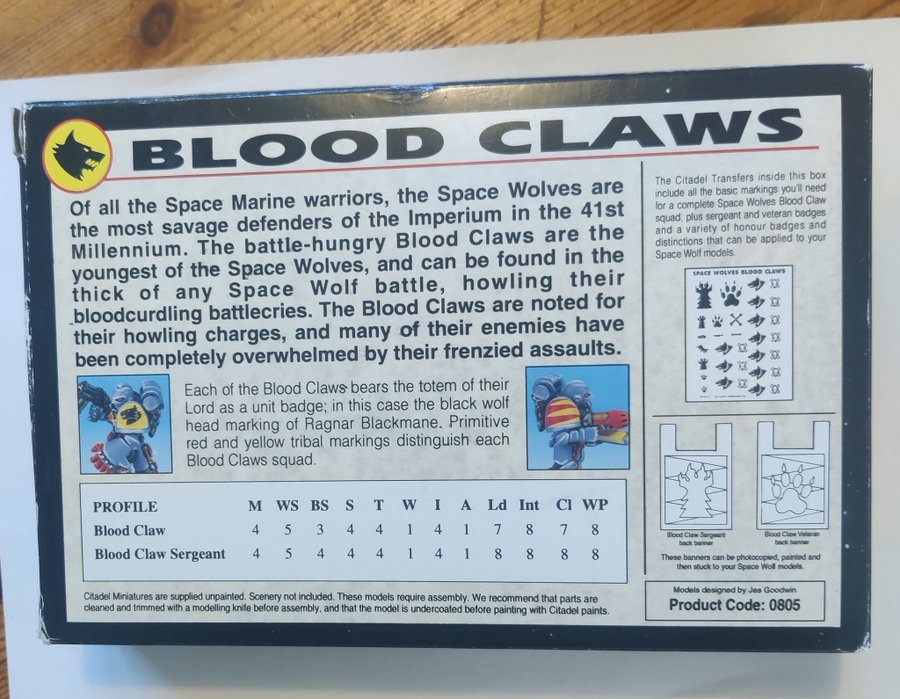 BLOOD CLAWS
Of all the Space Marine warriors, the Space Wolves are
the most savage defenders of the Imperium in the 41st
Millennium. The battle-hungry Blood Claws are the
youngest of the Space Wolves, and can be found in the
thick of any Space Wolf battle, howling their
bloodcurdling battlecries. The Blood Claws are noted for
their howling charges, and many of their enemies have
been completely overwhelmed by their frenzied assaults.
Each of the Blood Claws bears the totem of their
Lord as a unit badge; in this case the black wolf
head marking of Ragnar Blackmane. Primitive
red and yellow tribal markings distinguish each
Blood Claws squad.
PROFILE M WS BS S T W I A Ld Int Cl WP
Blood Claw 4 5 3 4 4 1 4 1 7 8 7 8
Blood Claw Sergeant 4 5 4 4 4 1 4 1 8 8 8 8
Citadel Miniatures are supplied unpainted. Scenery not included. These models require assembly. We recommend that parts are
cleaned and trimmed with a modelling knife before assembly, and that the model is undercoated before painting with Citadel paints.
The Citadel Transfers inside this box
include all the basic markings you'll need
for a complete Space Wolves Blood Claw
squad, plus sergeant and veteran badges
and a variety of honour badges and
distinctions that can be applied to your
Space Wolf models.
SPACE WOLVES BLOOD CLAWS
Blood Claw Sergeant
back banner
Blood Claw Veteran
back banner
These banners can be photocopied, painted and
then stuck to your Space Wolf models.
Models designed by Jes Goodwin
Product Code: 0805